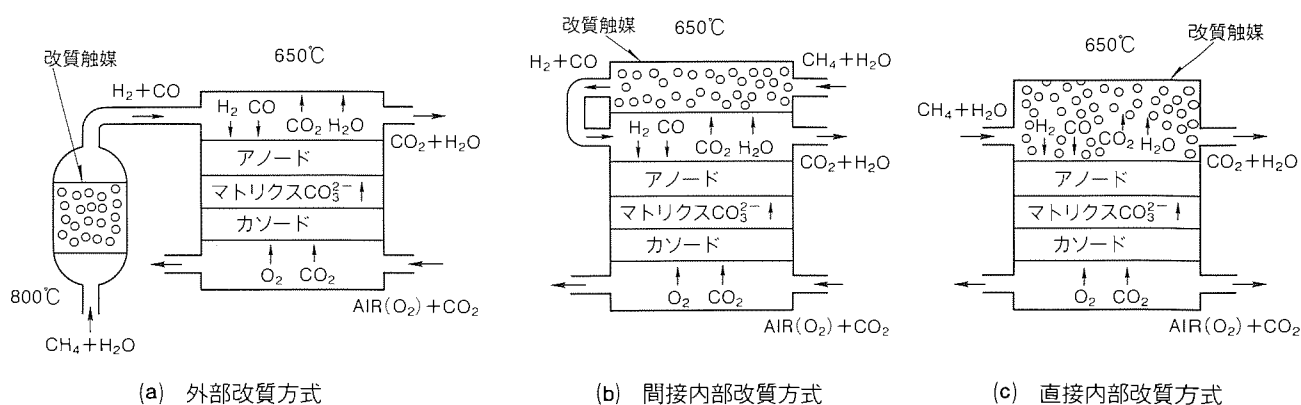 改質触媒
650℃
H₂+CO
H₂ CO
CO₂ H₂O
CO₂+H₂O
アノード
マトリクスCO₃²⁻
カソード
O₂ CO₂
800℃
AIR(O₂)+CO₂
CH₄+H₂O
(a) 外部改質方式
改質触媒
650℃
H₂+CO
CH₄+H₂O
H₂ CO
CO₂ H₂O
CO₂+H₂O
アノード
マトリクスCO₃²⁻
カソード
O₂ CO₂
AIR(O₂)+CO₂
(b) 間接内部改質方式
650℃
改質触媒
CH₄+H₂O
H₂ CO
CO₂ H₂O
CO₂+H₂O
アノード
マトリクスCO₃²⁻
カソード
O₂ CO₂
AIR(O₂)+CO₂
(c) 直接内部改質方式